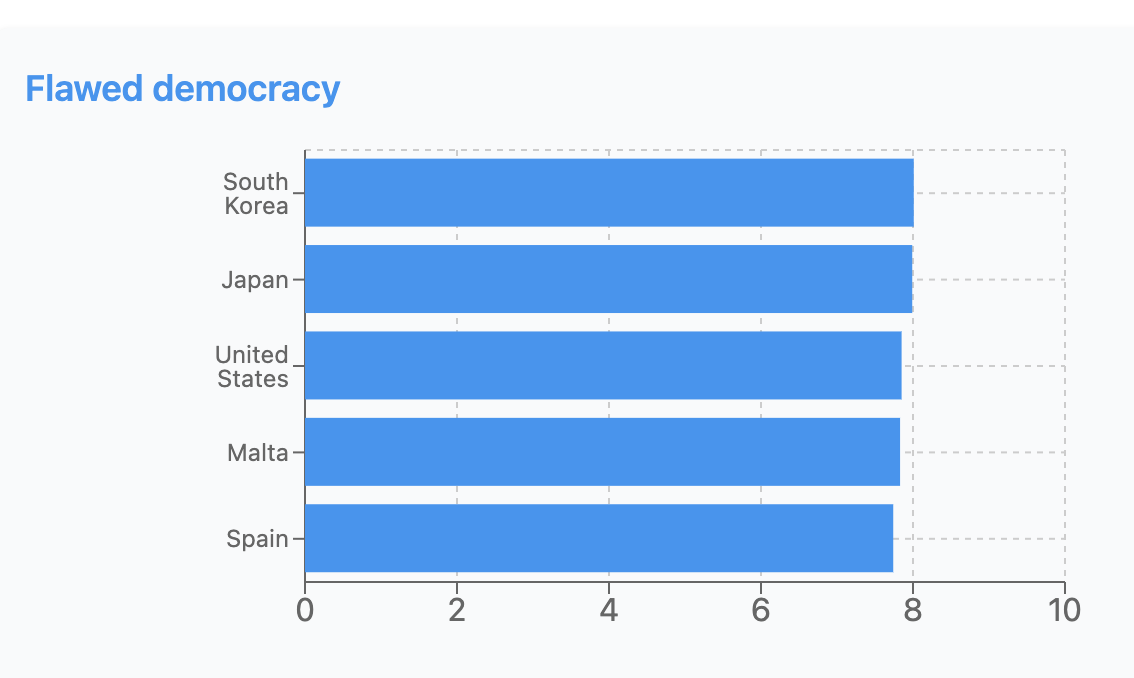 Flawed democracy
South
Korea
Japan
United
States
Malta
Spain
0 2 4 6 8 10